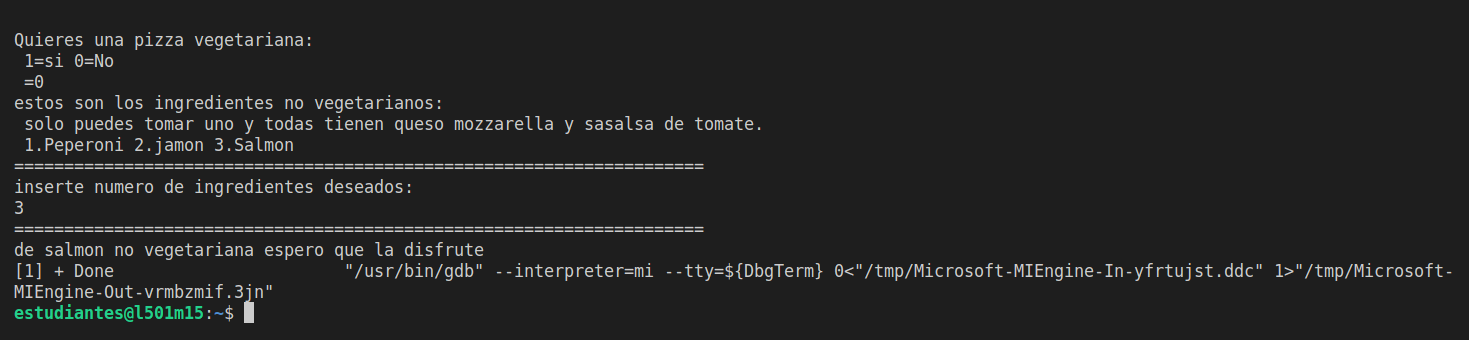 Quieres una pizza vegetariana:
1=si 0=No
=0
estos son los ingredientes no vegetarianos:
solo puedes tomar uno y todas tienen queso mozzarella y sasalsa de tomate.
1.Peperoni 2.jamon 3.Salmon
=====================================================================
inserte numero de ingredientes deseados:
3
=====================================================================
de salmon no vegetariana espero que la disfrute
[1] + Done                       "/usr/bin/gdb" --interpreter=mi --tty=${DbgTerm} 0<"/tmp/Microsoft-MIEngine-In-yfrtujst.ddc" 1>"/tmp/Microsoft-
MIEngine-Out-vrmbzmif.3jn"
estudiantes@l501m15:~$